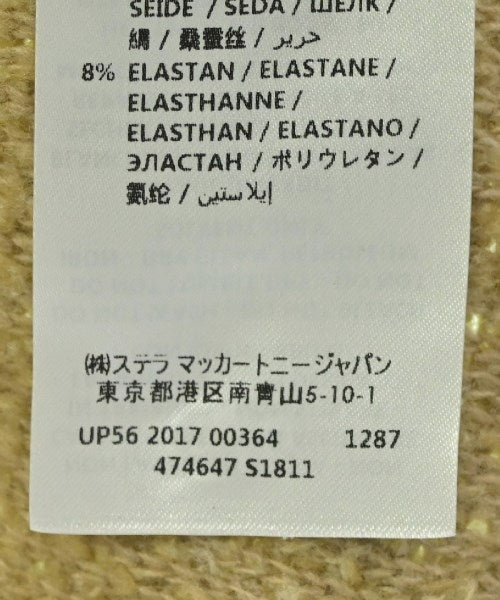 SEIDE / SEDA / ШЕЛК /
絹 / 桑蚕丝 / حرير /
8% ELASTAN / ELASTANE /
ELASTHANNE /
ELASTHAN / ELASTANO /
ЭЛАСТАН / ポリウレタン /
氨纶 / إيلاستين
㈱ステラ マッカートニージャパン
東京都港区南青山5-10-1
UP56 2017 00364 1287
474647 S1811